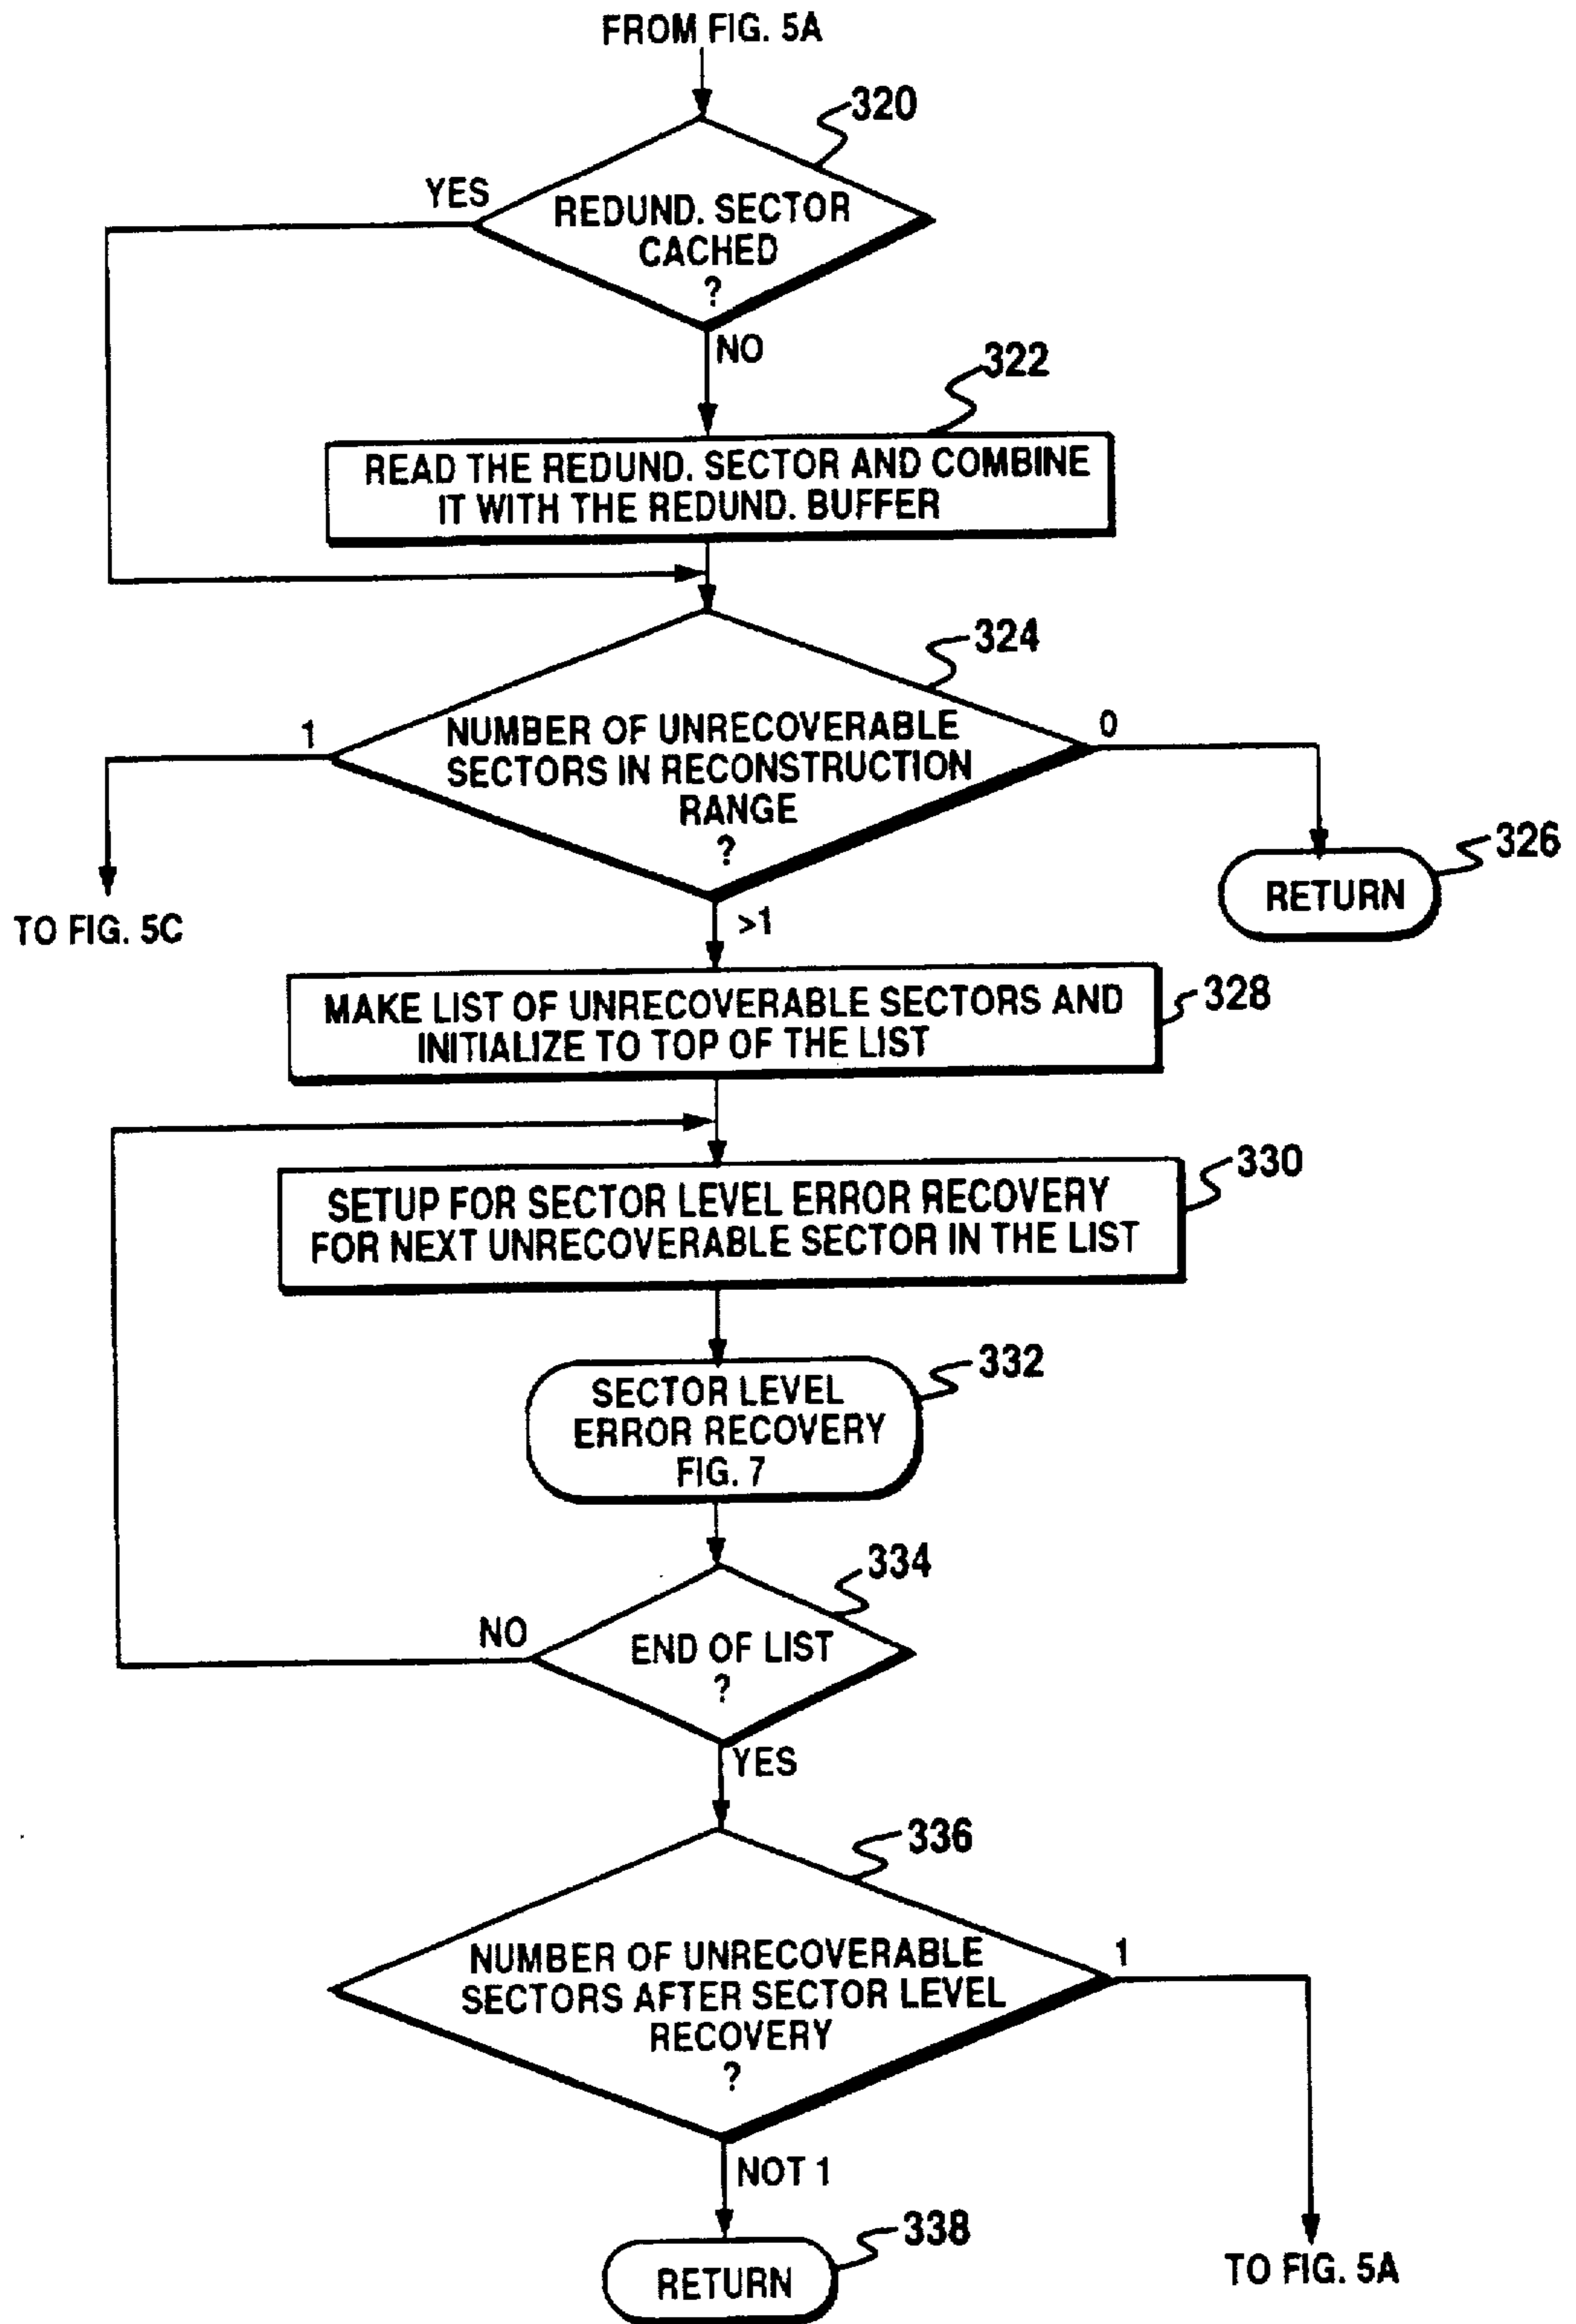 FROM FIG. 5A
320
YES
REDUND. SECTOR
CACHED
?
NO
322
READ THE REDUND. SECTOR AND COMBINE
IT WITH THE REDUND. BUFFER
324
1
NUMBER OF UNRECOVERABLE
SECTORS IN RECONSTRUCTION
RANGE
?
0
326
RETURN
TO FIG. 5C
>1
328
MAKE LIST OF UNRECOVERABLE SECTORS AND
INITIALIZE TO TOP OF THE LIST
330
SETUP FOR SECTOR LEVEL ERROR RECOVERY
FOR NEXT UNRECOVERABLE SECTOR IN THE LIST
332
SECTOR LEVEL
ERROR RECOVERY
FIG. 7
334
NO
END OF LIST
?
YES
336
NUMBER OF UNRECOVERABLE
SECTORS AFTER SECTOR LEVEL
RECOVERY
?
1
NOT 1
338
RETURN
TO FIG. 5A